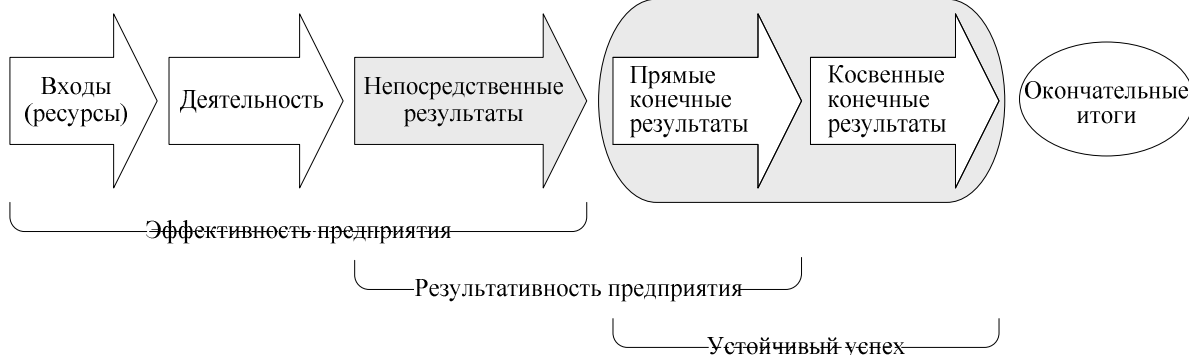 Входы
(ресурсы)
Деятельность
Непосредственные
результаты
Прямые
конечные
результаты
Косвенные
конечные
результаты
Окончательные
итоги
Эффективность предприятия
Результативность предприятия
Устойчивый успех